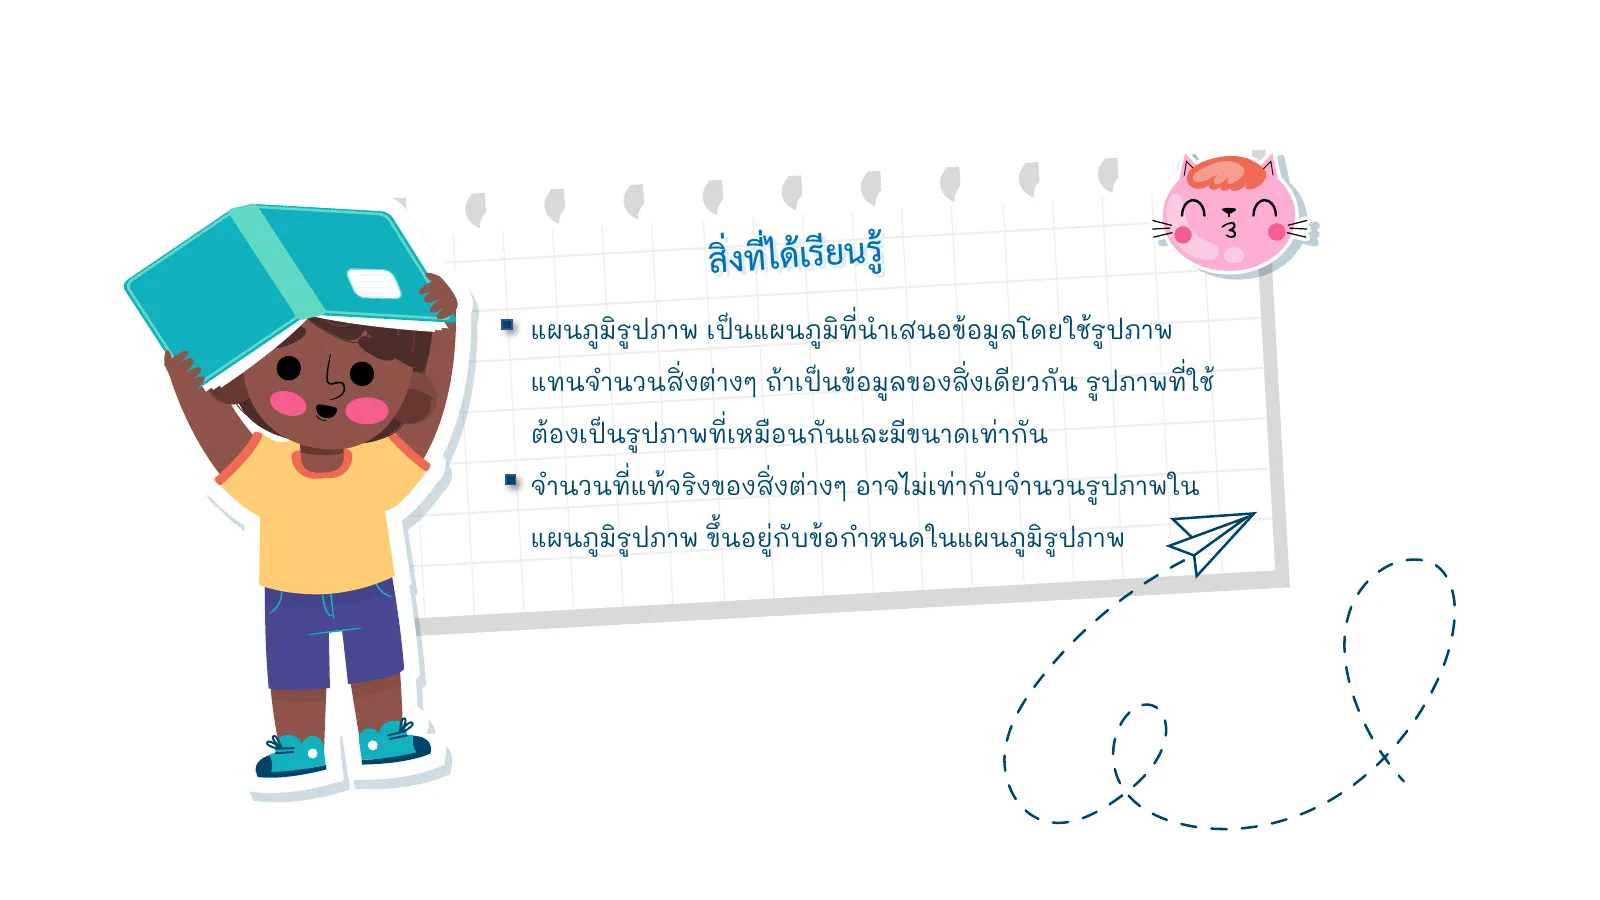 สิ่งที่ได้เรียนรู้
แผนภูมิรูปภาพ เป็นแผนภูมิที่นำเสนอข้อมูลโดยใช้รูปภาพ
แทนจำนวนสิ่งต่างๆ ถ้าเป็นข้อมูลของสิ่งเดียวกัน รูปภาพที่ใช้
ต้องเป็นรูปภาพที่เหมือนกันและมีขนาดเท่ากัน
จำนวนที่แท้จริงของสิ่งต่างๆ อาจไม่เท่ากับจำนวนรูปภาพใน
แผนภูมิรูปภาพ ขึ้นอยู่กับข้อกำหนดในแผนภูมิรูปภาพ